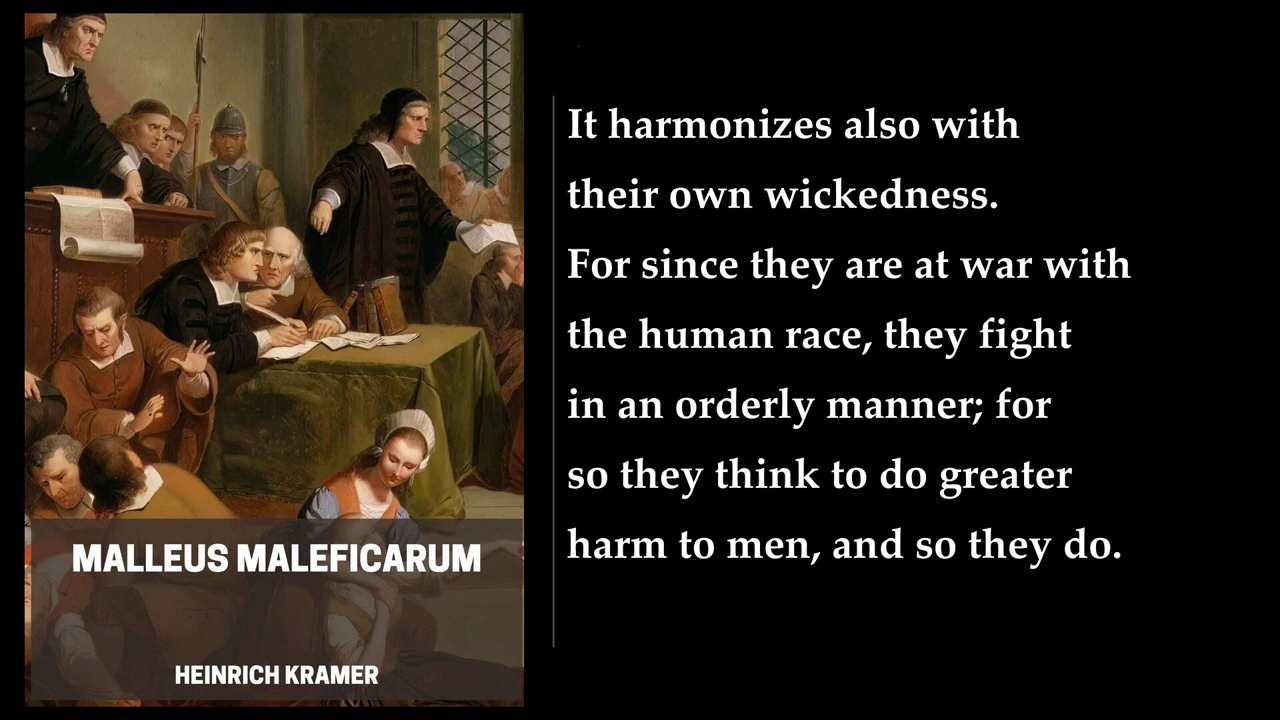 MALLEUS MALEFICARUM
HEINRICH KRAMER
It harmonizes also with
their own wickedness.
For since they are at war with
the human race, they fight
in an orderly manner; for
so they think to do greater
harm to men, and so they do.